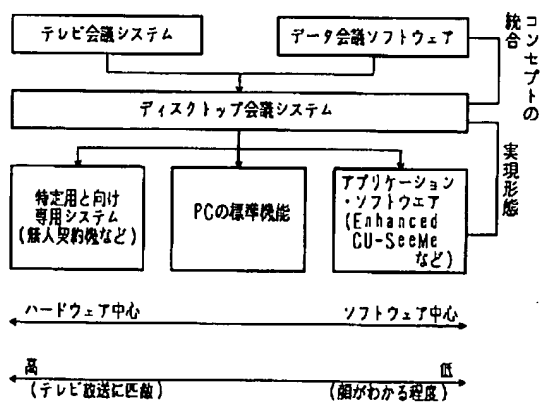 テレビ会議システム
データ会議ソフトウェア
コンセプトの
統合
ディスクトップ会議システム
実現形態
特定用と向け
専用システム
(無人契約機など)
PCの標準機能
アプリケーション
・ソフトウエア
(Enhanced
CU-SeeMe
など)
ハードウェア中心
ソフトウェア中心
高
低
(テレビ放送に匹敵)
(顔がわかる程度)